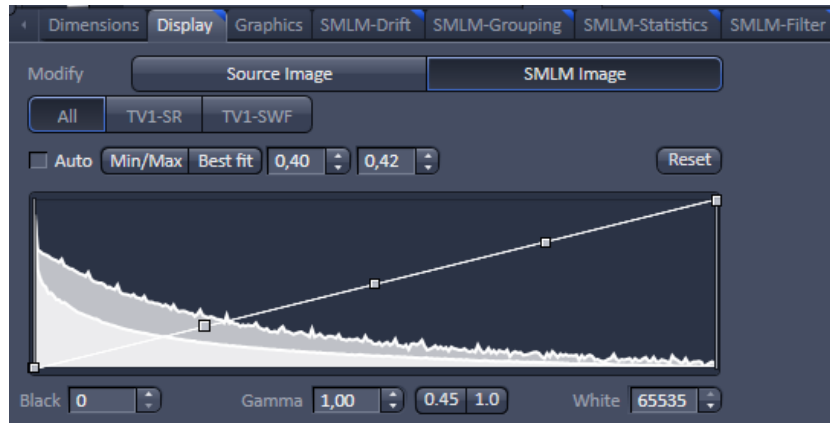 Dimensions Display Graphics SMLM-Drift SMLM-Grouping SMLM-Statistics SMLM-Filter
Modify Source Image SMLM Image
All TV1-SR TV1-SWF
Auto Min/Max Best fit 0,40 0,42 Reset
Black 0 Gamma 1,00 0.45 1.0 White 65535